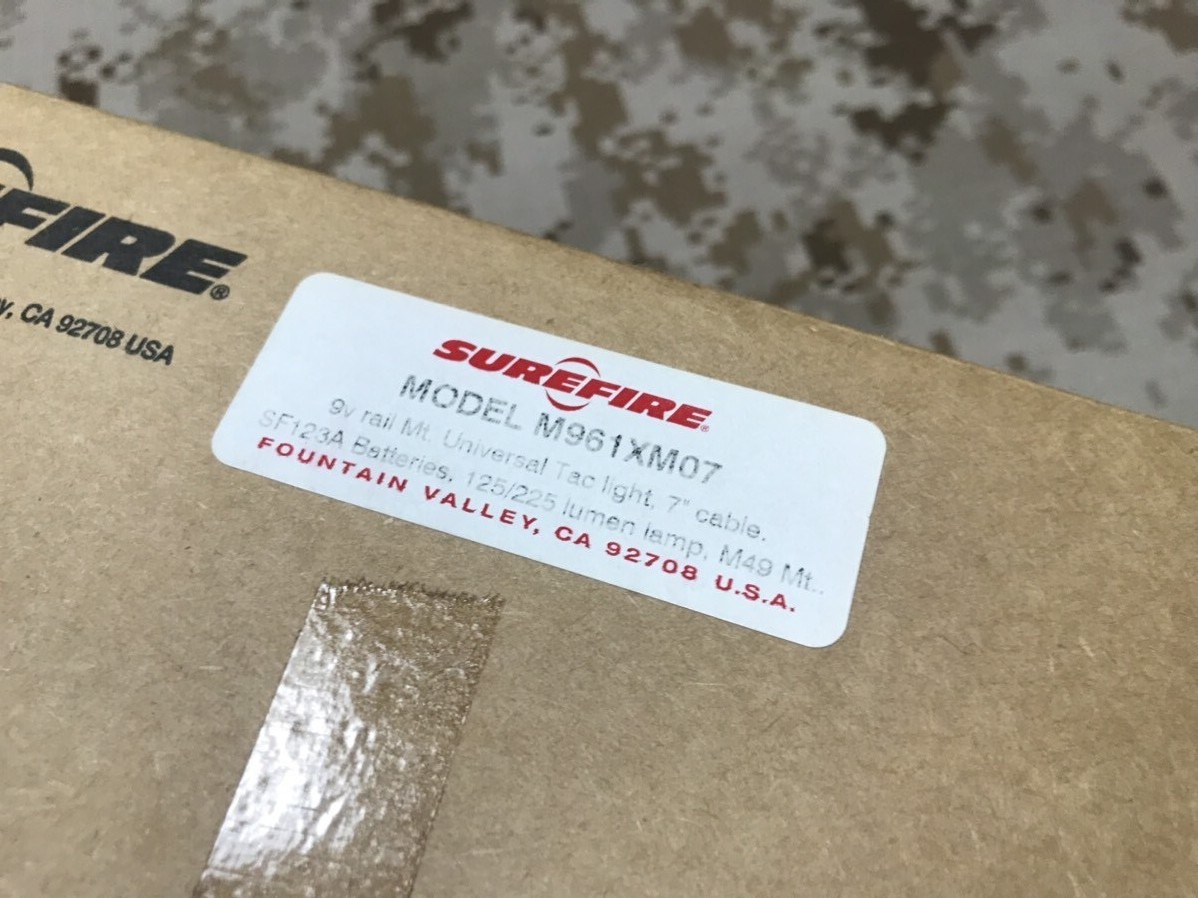 FIRE®
, CA 92708 USA
SUREFIRE®
MODEL M961XM07
9v rail Mt. Universal Tac light, 7" cable.
SF123A Batteries, 125/225 lumen lamp, M49 Mt..
FOUNTAIN VALLEY, CA 92708 U.S.A.